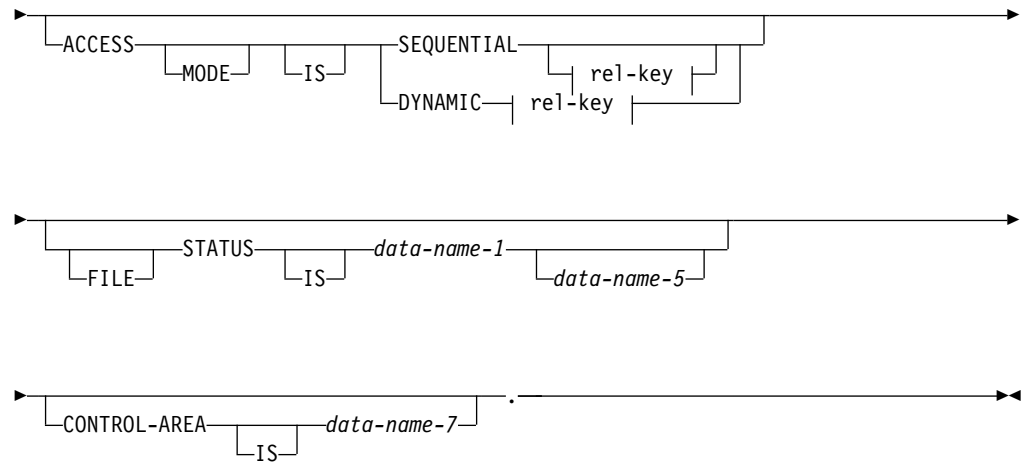 ACCESS MODE IS SEQUENTIAL rel-key
DYNAMIC rel-key
FILE STATUS IS data-name-1 data-name-5
CONTROL-AREA IS data-name-7 .